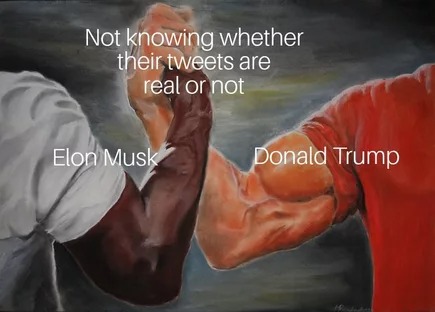 Not knowing whether
their tweets are
real or not
Elon Musk
Donald Trump